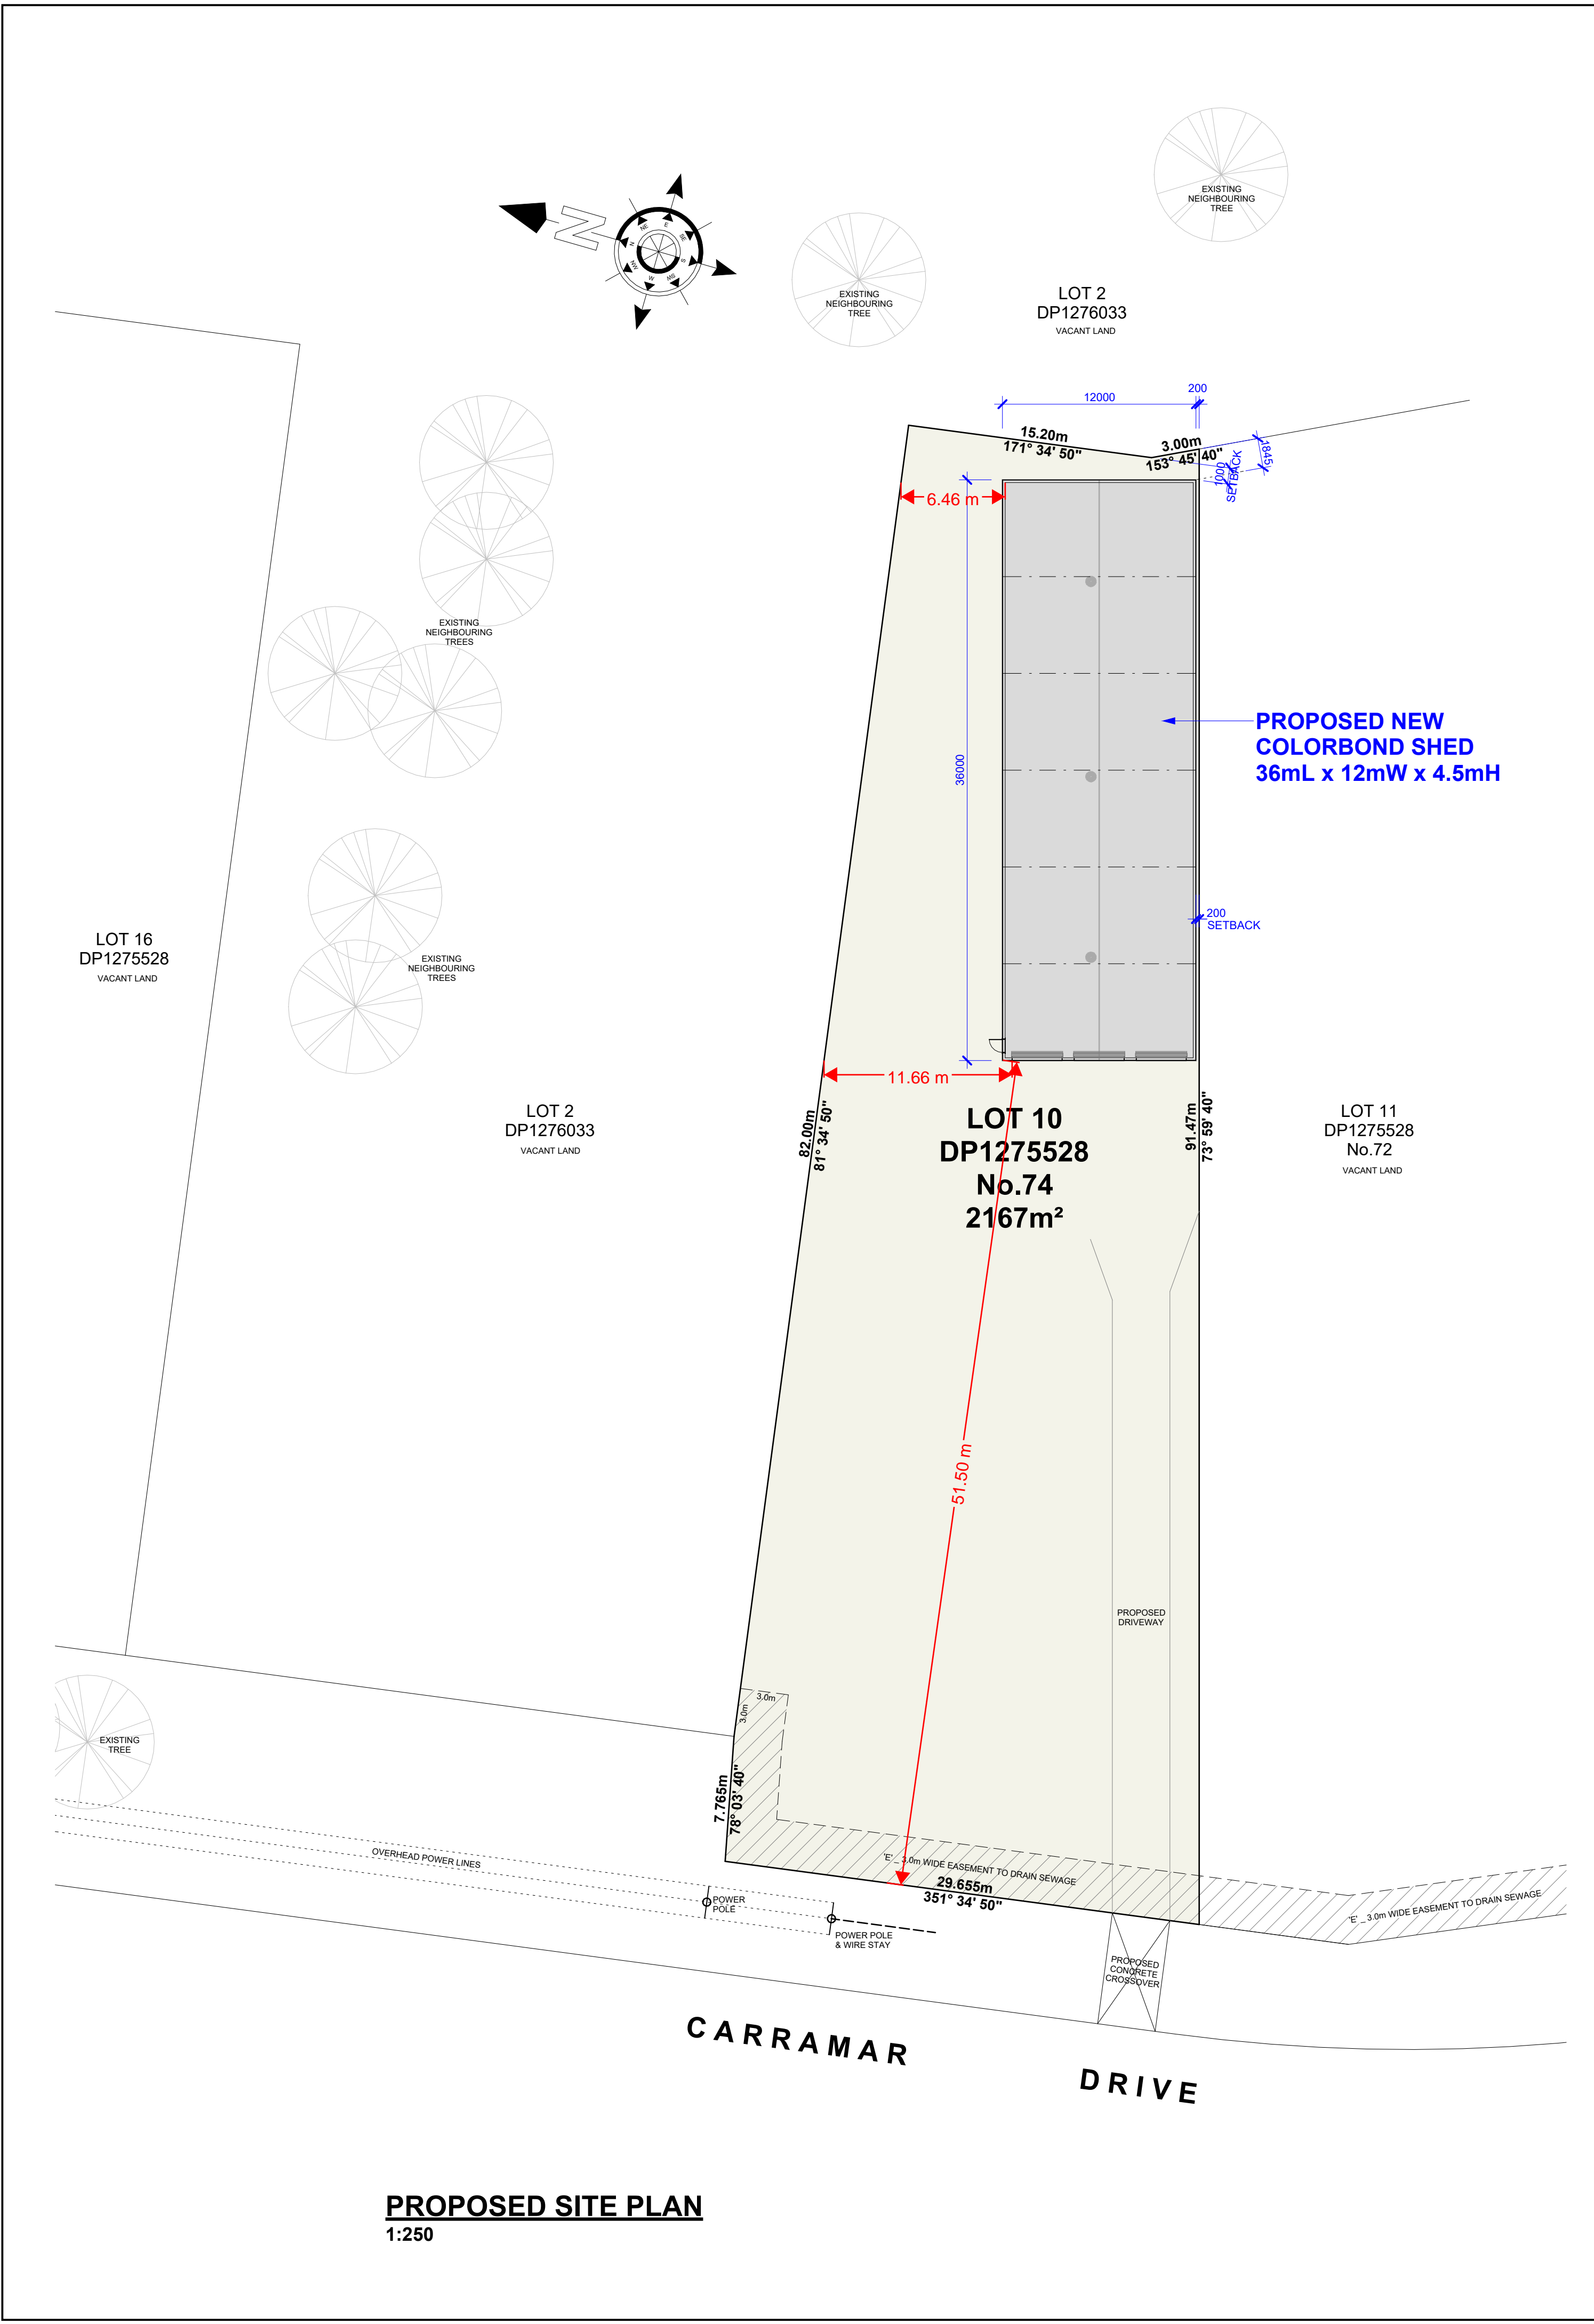 EXISTING
NEIGHBOURING
TREE
N
N
NE
E
SE
S
SW
W
NW
EXISTING
NEIGHBOURING
TREE
LOT 2
DP1276033
VACANT LAND
12000
200
15.20m
171° 34' 50"
3.00m
153° 45' 40"
1845
1000
SETBACK
6.46 m
EXISTING
NEIGHBOURING
TREES
36000
PROPOSED NEW
COLORBOND SHED
36mL x 12mW x 4.5mH
200
SETBACK
LOT 16
DP1275528
VACANT LAND
EXISTING
NEIGHBOURING
TREES
11.66 m
LOT 2
DP1276033
VACANT LAND
82.00m
81° 34' 50"
LOT 10
DP1275528
No.74
2167m²
91.47m
73° 59' 40"
LOT 11
DP1275528
No.72
VACANT LAND
51.50 m
PROPOSED
DRIVEWAY
3.0m
3.0m
EXISTING
TREE
7.765m
78° 03' 40"
OVERHEAD POWER LINES
'E' _ 3.0m WIDE EASEMENT TO DRAIN SEWAGE
29.655m
351° 34' 50"
'E' _ 3.0m WIDE EASEMENT TO DRAIN SEWAGE
POWER
POLE
POWER POLE
& WIRE STAY
PROPOSED
CONCRETE
CROSSOVER
CARRAMAR DRIVE
PROPOSED SITE PLAN
1:250